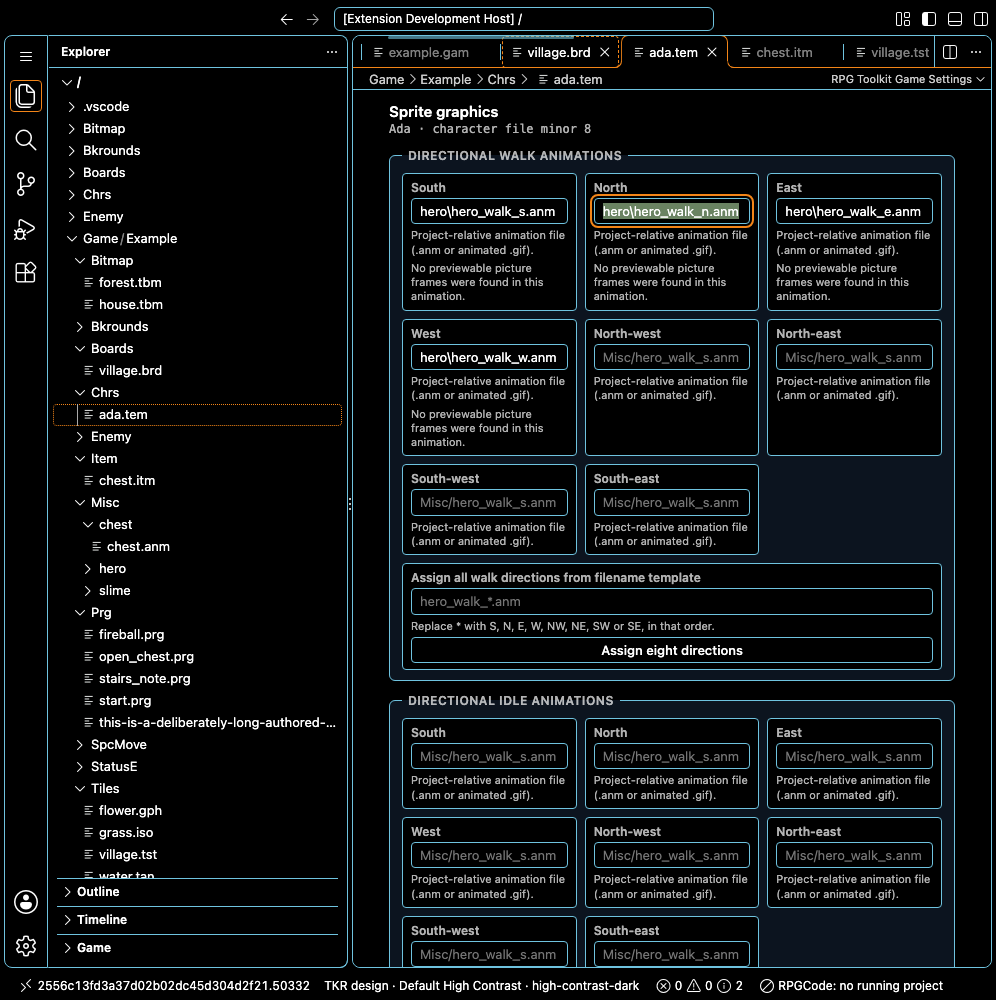 [Extension Development Host] /
Explorer
/
.vscode
Bitmap
Bkrounds
Boards
Chrs
Enemy
Game/Example
Bitmap
forest.tbm
house.tbm
Bkrounds
Boards
village.brd
Chrs
ada.tem
Enemy
Item
chest.itm
Misc
chest
chest.anm
hero
slime
Prg
fireball.prg
open_chest.prg
stairs_note.prg
start.prg
this-is-a-deliberately-long-authored-...
SpcMove
StatusE
Tiles
flower.gph
grass.iso
village.tst
water.tan
Outline
Timeline
Game
example.gam village.brd ada.tem chest.itm village.tst
Game > Example > Chrs > ada.tem RPG Toolkit Game Settings
Sprite graphics
Ada · character file minor 8
DIRECTIONAL WALK ANIMATIONS
South North East
hero\hero_walk_s.anm hero\hero_walk_n.anm hero\hero_walk_e.anm
Project-relative animation file Project-relative animation file Project-relative animation file
(.anm or animated .gif). (.anm or animated .gif). (.anm or animated .gif).
No previewable picture No previewable picture No previewable picture
frames were found in this frames were found in this frames were found in this
animation. animation. animation.
West North-west North-east
hero\hero_walk_w.anm Misc/hero_walk_s.anm Misc/hero_walk_s.anm
Project-relative animation file Project-relative animation file Project-relative animation file
(.anm or animated .gif). (.anm or animated .gif). (.anm or animated .gif).
No previewable picture
frames were found in this
animation.
South-west South-east
Misc/hero_walk_s.anm Misc/hero_walk_s.anm
Project-relative animation file Project-relative animation file
(.anm or animated .gif). (.anm or animated .gif).
Assign all walk directions from filename template
hero_walk_*.anm
Replace * with S, N, E, W, NW, NE, SW or SE, in that order.
Assign eight directions
DIRECTIONAL IDLE ANIMATIONS
South North East
Misc/hero_walk_s.anm Misc/hero_walk_s.anm Misc/hero_walk_s.anm
Project-relative animation file Project-relative animation file Project-relative animation file
(.anm or animated .gif). (.anm or animated .gif). (.anm or animated .gif).
West North-west North-east
Misc/hero_walk_s.anm Misc/hero_walk_s.anm Misc/hero_walk_s.anm
Project-relative animation file Project-relative animation file Project-relative animation file
(.anm or animated .gif). (.anm or animated .gif). (.anm or animated .gif).
South-west South-east
Misc/hero_walk_s.anm Misc/hero_walk_s.anm
2556c13fd3a37d02b02dc45d304d2f21.50332 TKR design · Default High Contrast · high-contrast-dark 0 0 2 RPGCode: no running project